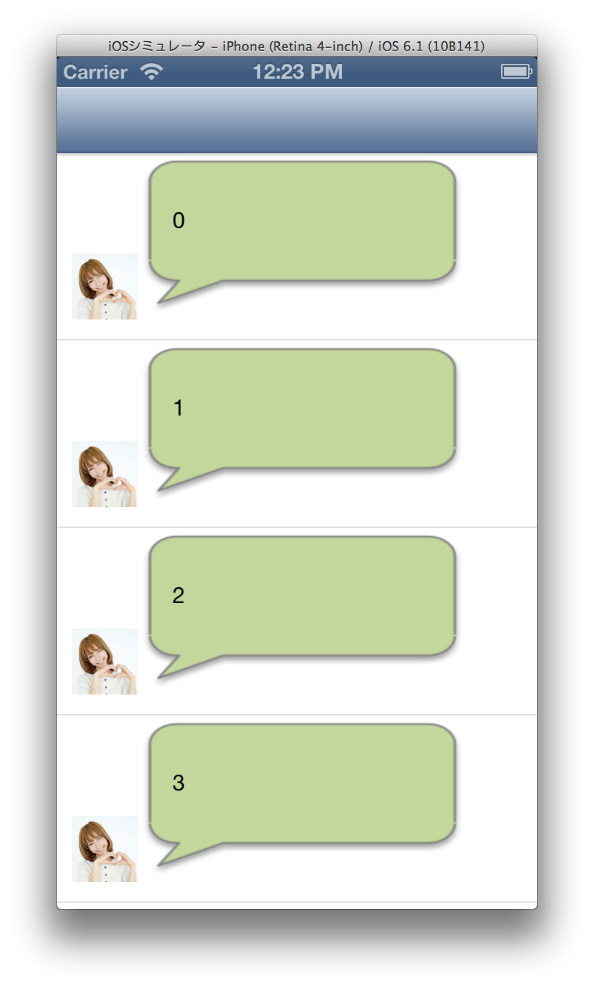 iOSシミュレータ - iPhone (Retina 4-inch) / iOS 6.1 (10B141)
Carrier 12:23 PM
0
1
2
3